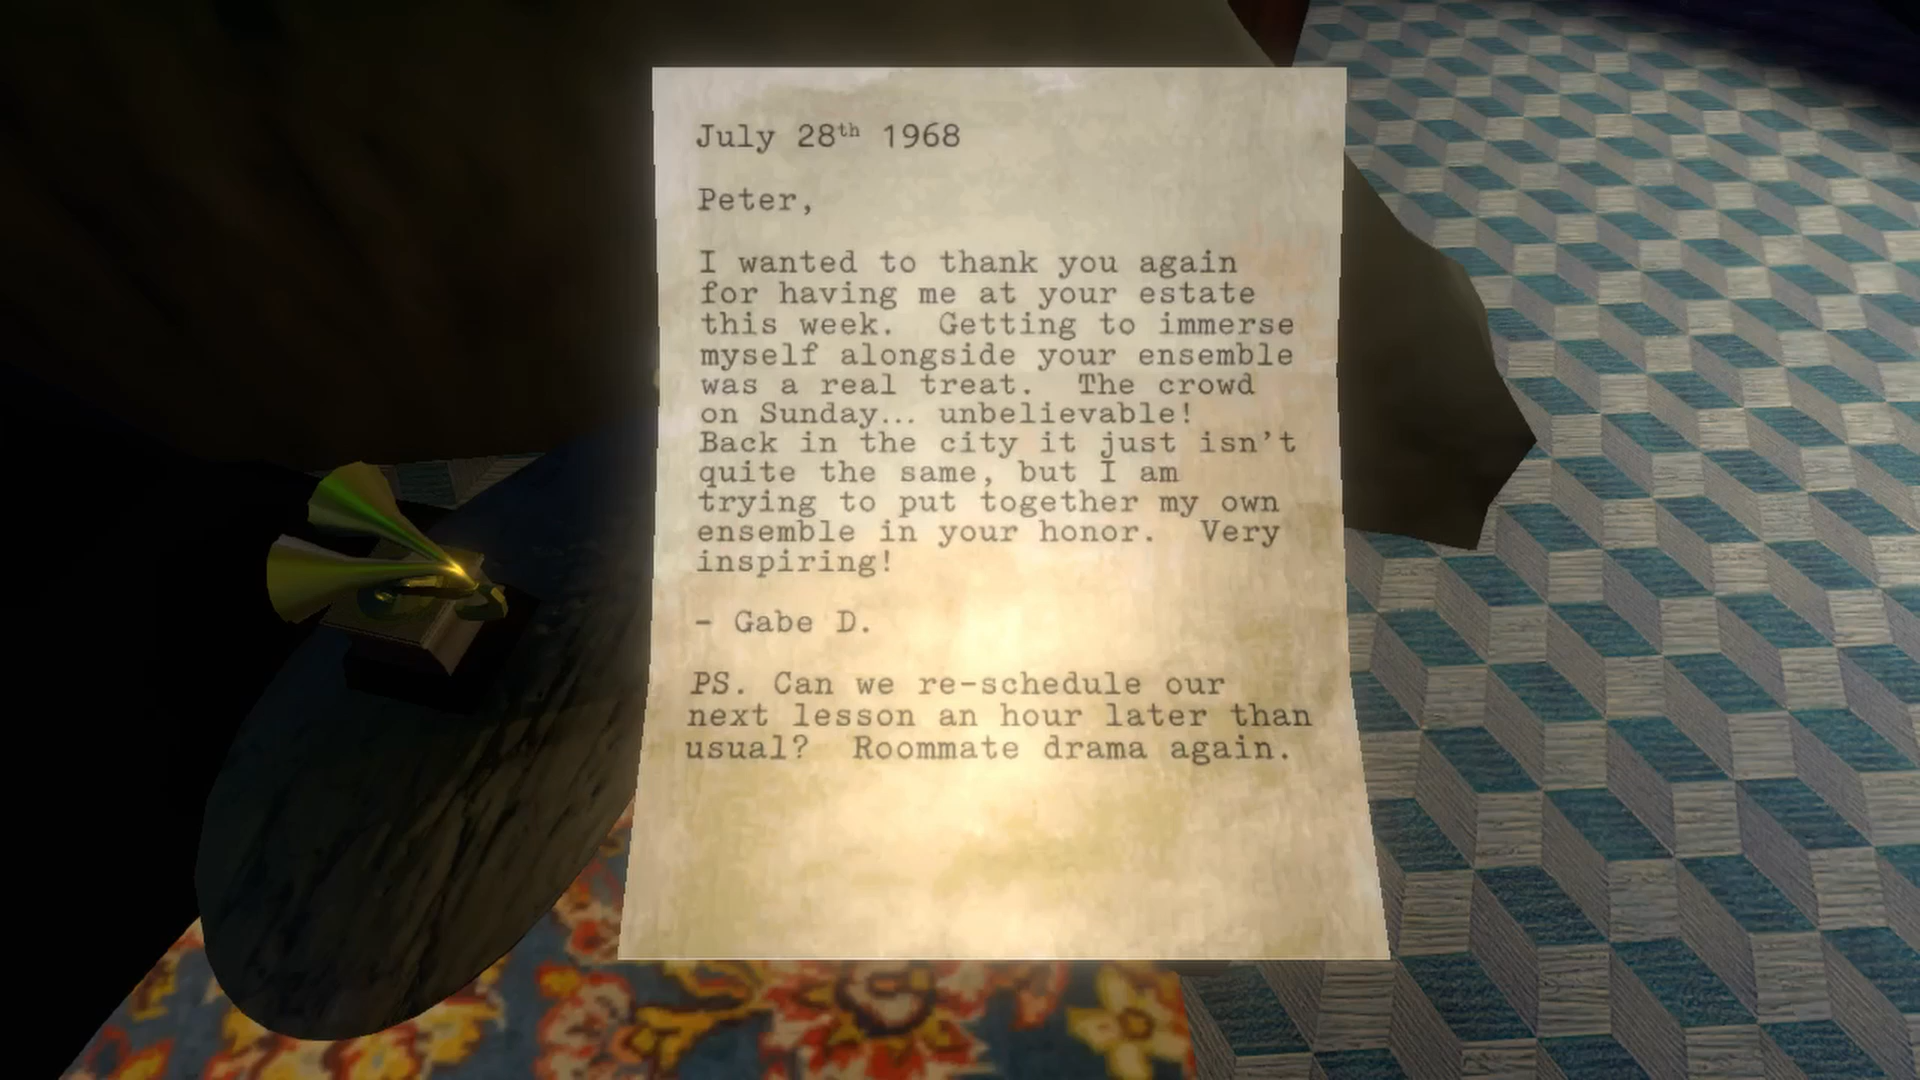 July 28th 1968
Peter,
I wanted to thank you again
for having me at your estate
this week.  Getting to immerse
myself alongside your ensemble
was a real treat.  The crowd
on Sunday... unbelievable!
Back in the city it just isn't
quite the same, but I am
trying to put together my own
ensemble in your honor.  Very
inspiring!
- Gabe D.
PS. Can we re-schedule our
next lesson an hour later than
usual?  Roommate drama again.